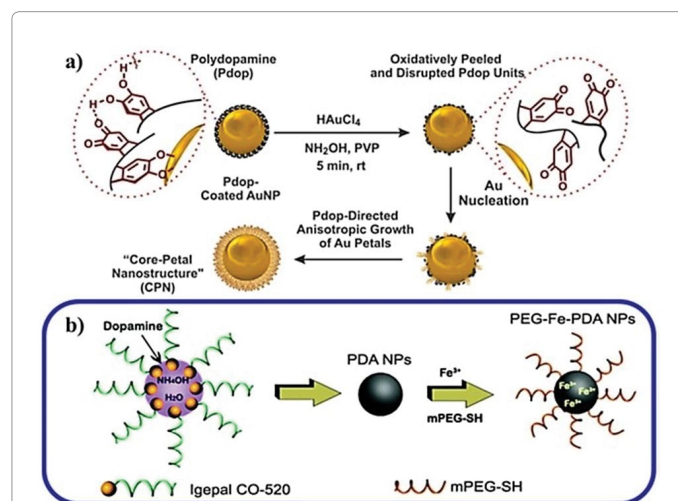 a)
Polydopamine
(Pdop)
Oxidatively Peeled
and Disrupted Pdop Units
H
O
O
H
O
O
O
O
O
Pdop-
Coated AuNP
HAuCl4
NH2OH, PVP
5 min, rt
O
O
O
O
O
O
Au
Nucleation
Pdop-Directed
Anisotropic Growth
of Au Petals
"Core-Petal
Nanostructure"
(CPN)
b)
Dopamine
NH4OH
H2O
PDA NPs
Fe³⁺
mPEG-SH
PEG-Fe-PDA NPs
Fe³⁺
Fe³⁺
Fe³⁺
Igepal CO-520
mPEG-SH